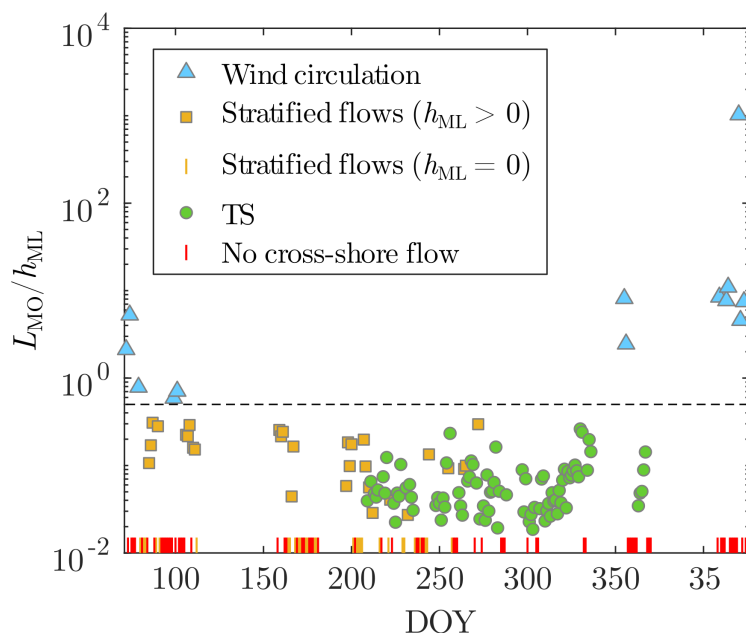 10^4
10^2
10^0
10^-2
L_MO/h_ML
Wind circulation
Stratified flows (h_ML > 0)
Stratified flows (h_ML = 0)
TS
No cross-shore flow
100 150 200 250 300 350 35
DOY